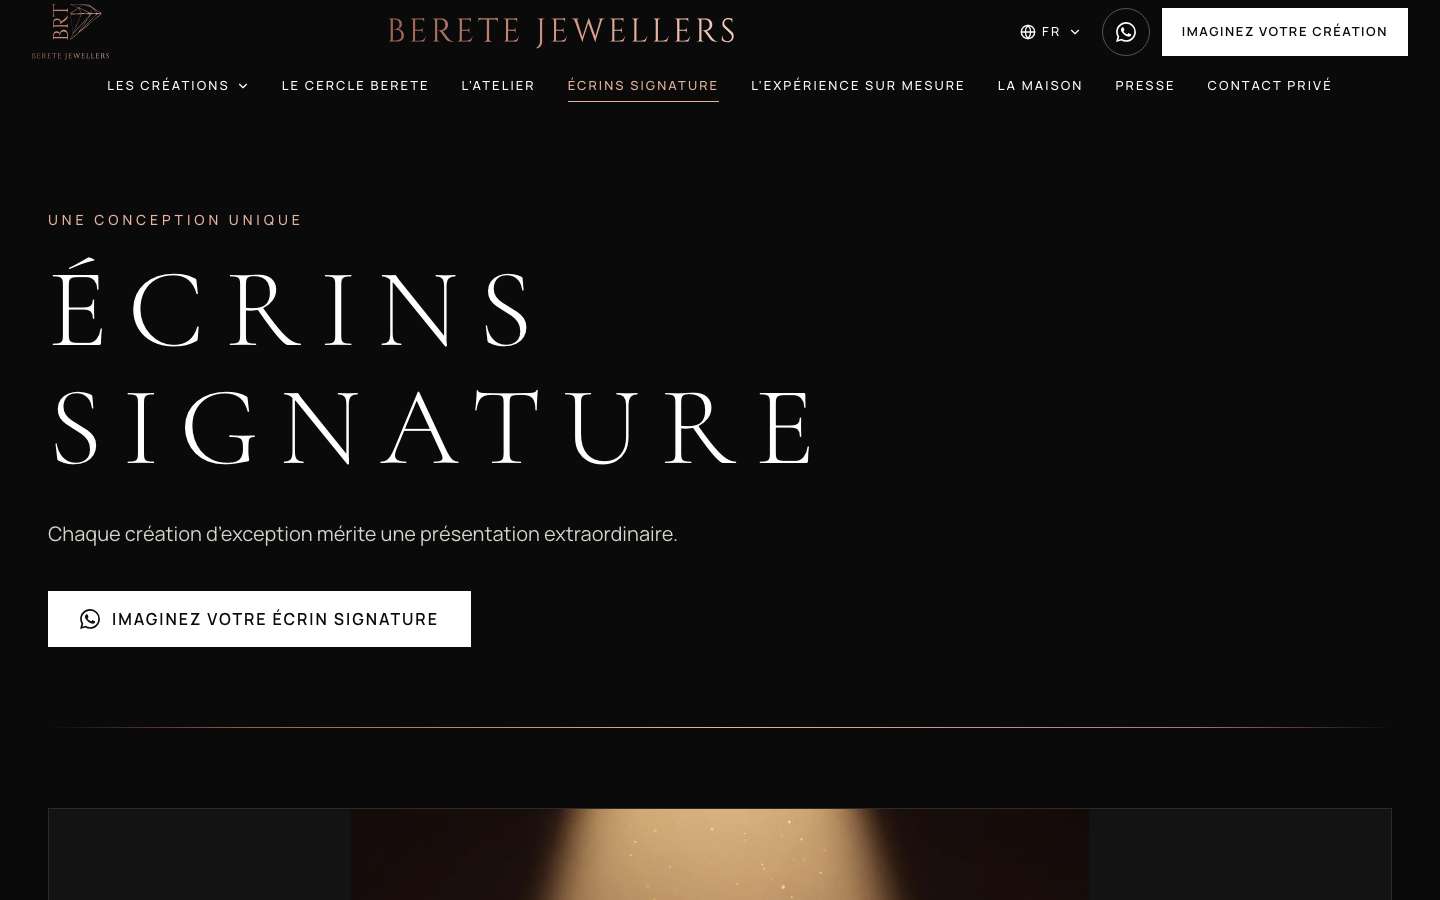 BRT
BERETE JEWELLERS
BERETE JEWELLERS
FR
IMAGINEZ VOTRE CRÉATION
LES CRÉATIONS
LE CERCLE BERETE
L'ATELIER
ÉCRINS SIGNATURE
L'EXPÉRIENCE SUR MESURE
LA MAISON
PRESSE
CONTACT PRIVÉ
UNE CONCEPTION UNIQUE
ÉCRINS
SIGNATURE
Chaque création d'exception mérite une présentation extraordinaire.
IMAGINEZ VOTRE ÉCRIN SIGNATURE